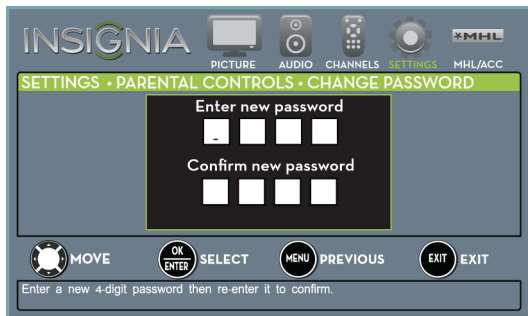 INSIGNIA
PICTURE AUDIO CHANNELS SETTINGS MHL/ACC
MHL
SETTINGS • PARENTAL CONTROLS • CHANGE PASSWORD
Enter new password
_
Confirm new password
MOVE OK ENTER SELECT MENU PREVIOUS EXIT EXIT
Enter a new 4-digit password then re-enter it to confirm.